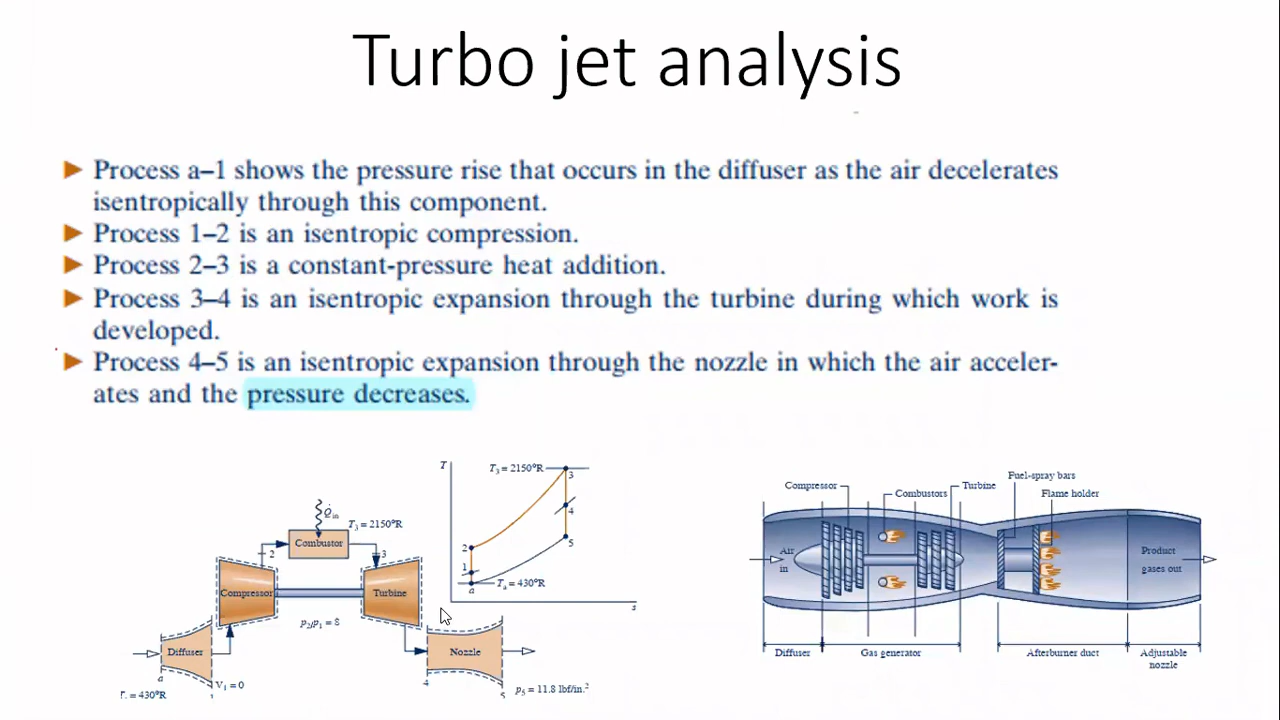 Turbo jet analysis
Process a–1 shows the pressure rise that occurs in the diffuser as the air decelerates
isentropically through this component.
Process 1–2 is an isentropic compression.
Process 2–3 is a constant-pressure heat addition.
Process 3–4 is an isentropic expansion through the turbine during which work is
developed.
Process 4–5 is an isentropic expansion through the nozzle in which the air acceler-
ates and the pressure decreases.
Q̇in
T3 = 2150°R
Combustor
2
3
Compressor
Turbine
p2/p1 = 8
Diffuser
a
1
V1 = 0
= 430°R
Nozzle
4
5
p5 = 11.8 lbf/in.²
T
T3 = 2150°R
3
4
2
5
1
a
Ta = 430°R
s
Fuel-spray bars
Compressor
Turbine
Combustors
Flame holder
Air
in
Product
gases out
Diffuser
Gas generator
Afterburner duct
Adjustable
nozzle